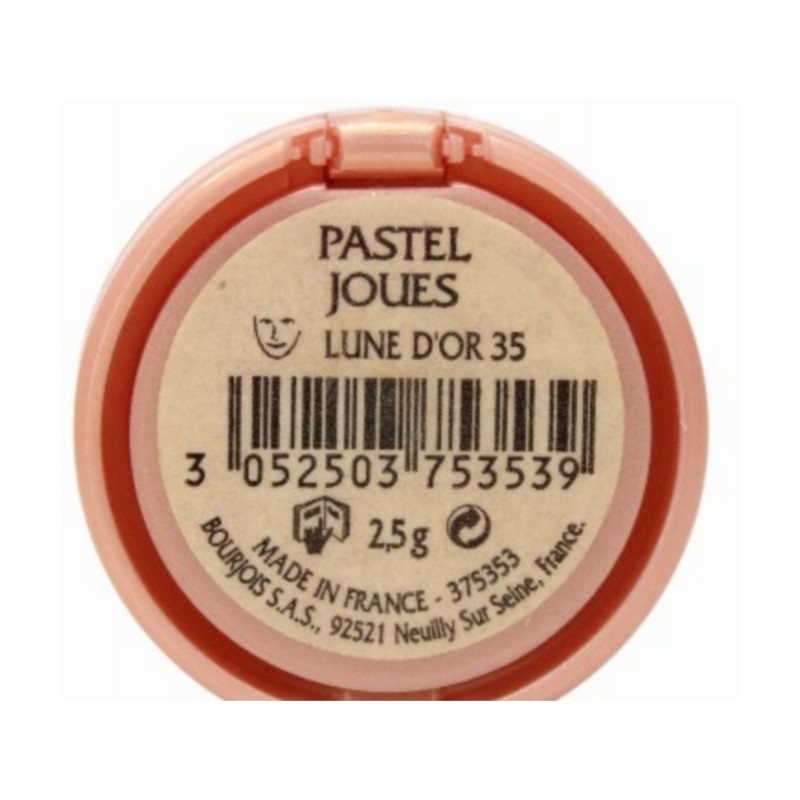 PASTEL
JOUES
LUNE D'OR 35
3 052503 753539
2,5 g
MADE IN FRANCE - 375353
BOURJOIS S.A.S., 92521 Neuilly Sur Seine, France.